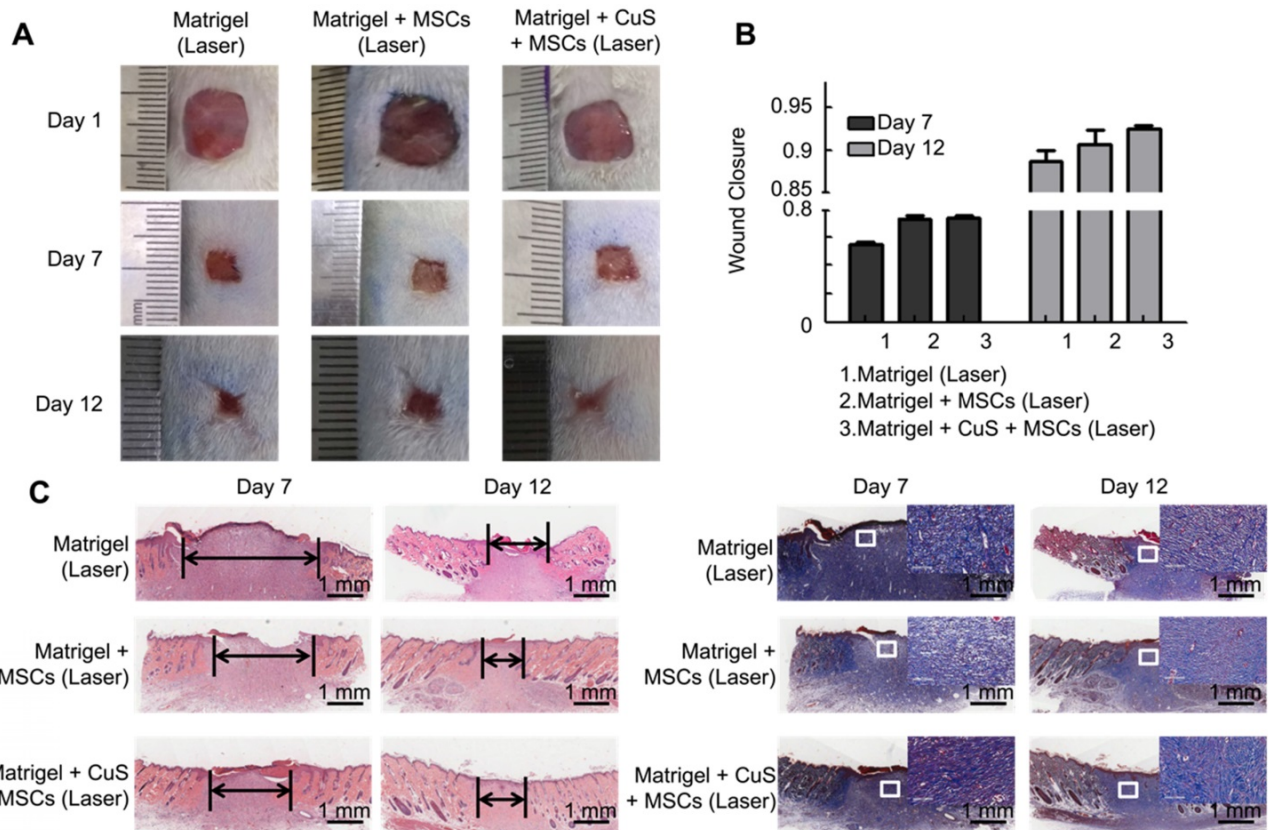 A
Matrigel
(Laser)
Matrigel + MSCs
(Laser)
Matrigel + CuS
+ MSCs (Laser)
Day 1
Day 7
mm
Day 12
B
Wound Closure
0.95
0.9
0.85
0.8
0
Day 7
Day 12
1 2 3 1 2 3
1.Matrigel (Laser)
2.Matrigel + MSCs (Laser)
3.Matrigel + CuS + MSCs (Laser)
C
Day 7
Day 12
Day 7
Day 12
Matrigel
(Laser)
1 mm
1 mm
Matrigel
(Laser)
1 mm
1 mm
Matrigel +
MSCs (Laser)
1 mm
1 mm
Matrigel +
MSCs (Laser)
1 mm
1 mm
Matrigel + CuS
MSCs (Laser)
1 mm
1 mm
Matrigel + CuS
+ MSCs (Laser)
1 mm
1 mm